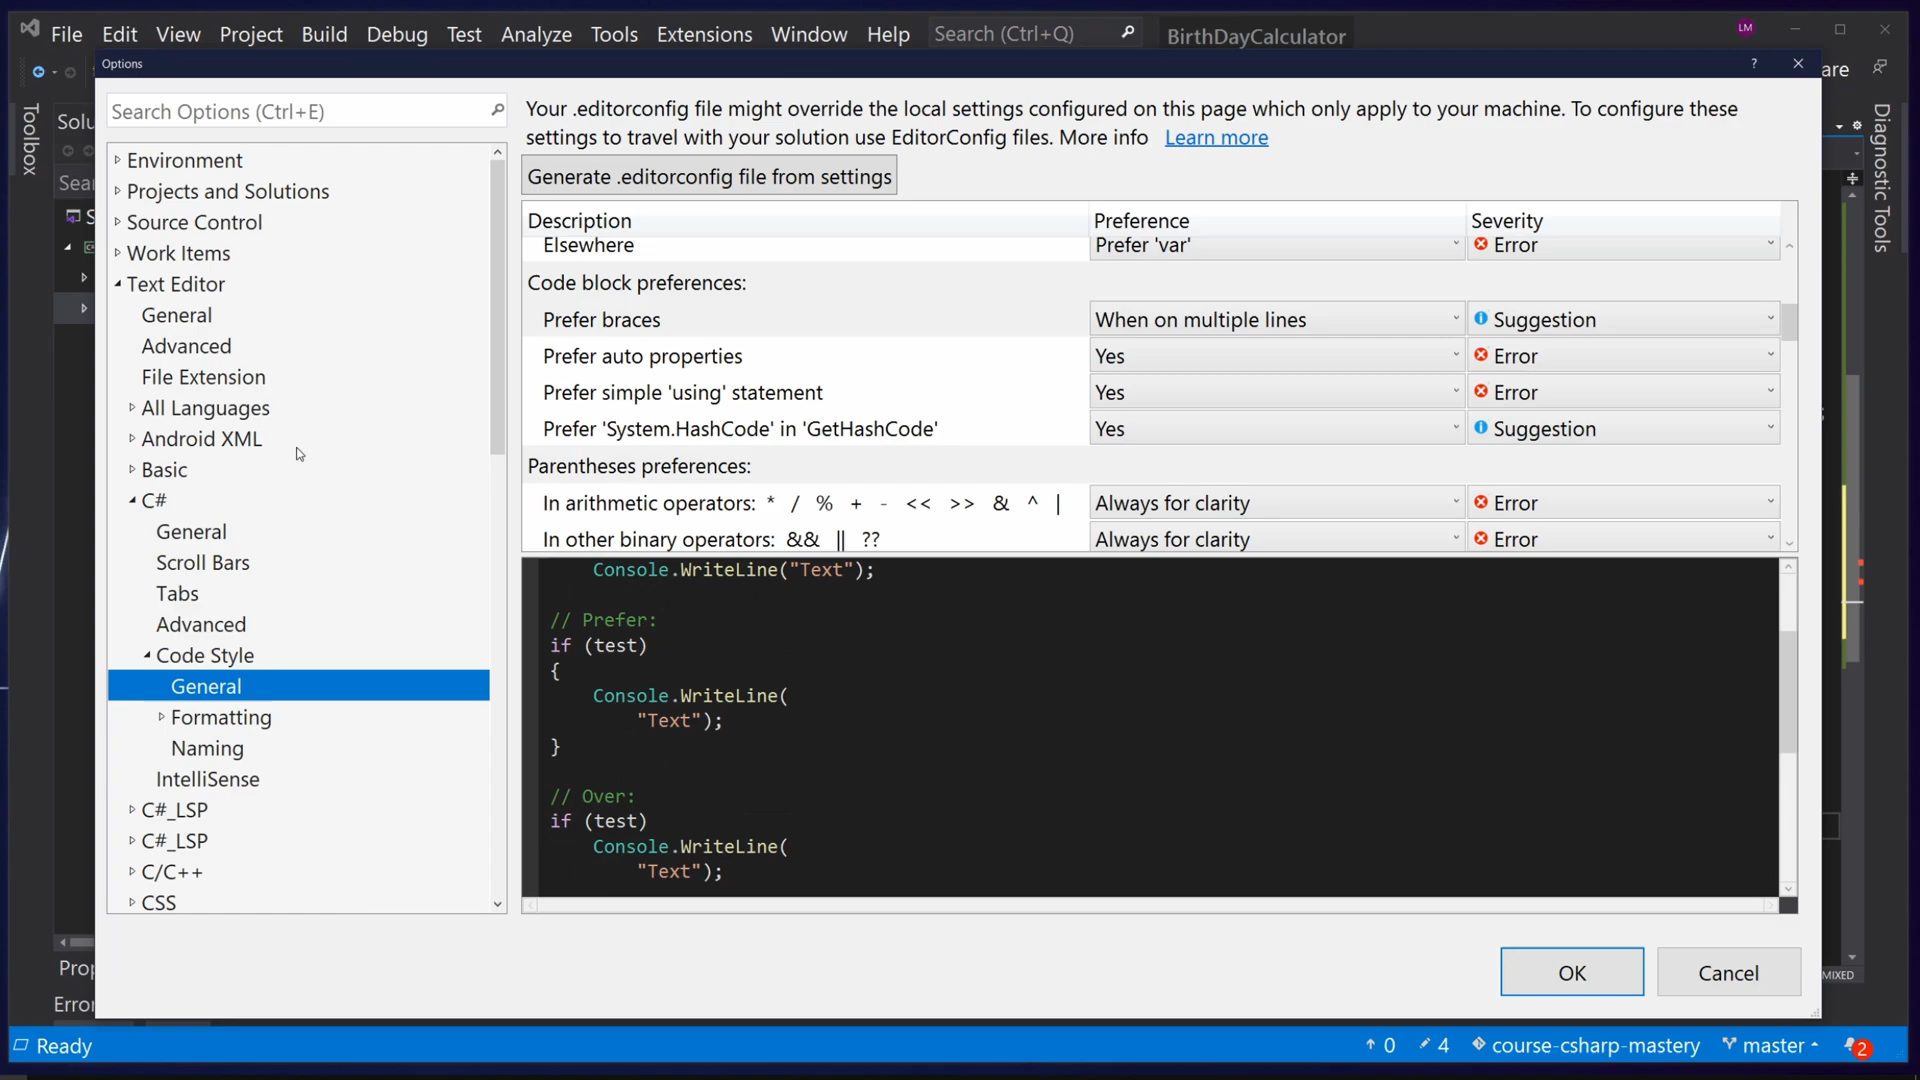 File Edit View Project Build Debug Test Analyze Tools Extensions Window Help Search (Ctrl+Q) BirthDayCalculator LM
Options
are
Search Options (Ctrl+E)
Environment
Projects and Solutions
Source Control
Work Items
Text Editor
General
Advanced
File Extension
All Languages
Android XML
Basic
C#
General
Scroll Bars
Tabs
Advanced
Code Style
General
Formatting
Naming
IntelliSense
C#_LSP
C#_LSP
C/C++
CSS
Your .editorconfig file might override the local settings configured on this page which only apply to your machine. To configure these
settings to travel with your solution use EditorConfig files. More info Learn more
Generate .editorconfig file from settings
Description Preference Severity
Elsewhere Prefer 'var' Error
Code block preferences:
Prefer braces When on multiple lines Suggestion
Prefer auto properties Yes Error
Prefer simple 'using' statement Yes Error
Prefer 'System.HashCode' in 'GetHashCode' Yes Suggestion
Parentheses preferences:
In arithmetic operators: * / % + - << >> & ^ | Always for clarity Error
In other binary operators: && || ?? Always for clarity Error
Console.WriteLine("Text");
// Prefer:
if (test)
{
Console.WriteLine(
"Text");
}
// Over:
if (test)
Console.WriteLine(
"Text");
OK Cancel
Toolbox
Solu
Sea
S
Prop
Error
Diagnostic Tools
MIXED
Ready 0 4 course-csharp-mastery master 2